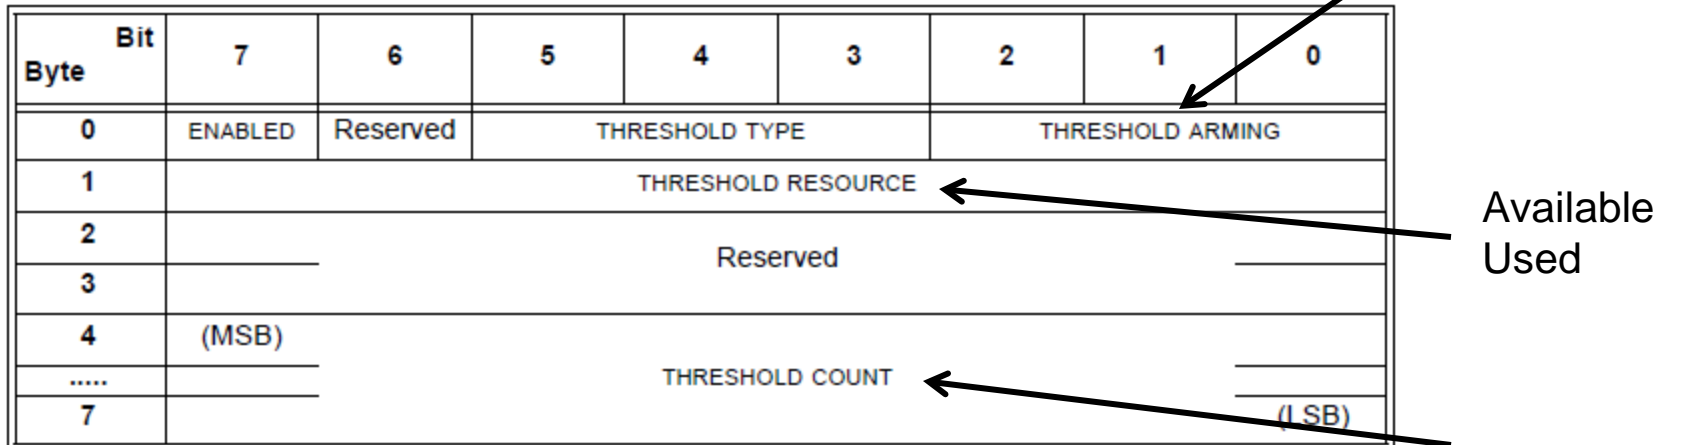 Bit
Byte 7 6 5 4 3 2 1 0
0 ENABLED Reserved THRESHOLD TYPE THRESHOLD ARMING
1 THRESHOLD RESOURCE
2
Reserved
3
4 (MSB)
..... THRESHOLD COUNT
7 (LSB)
Available
Used